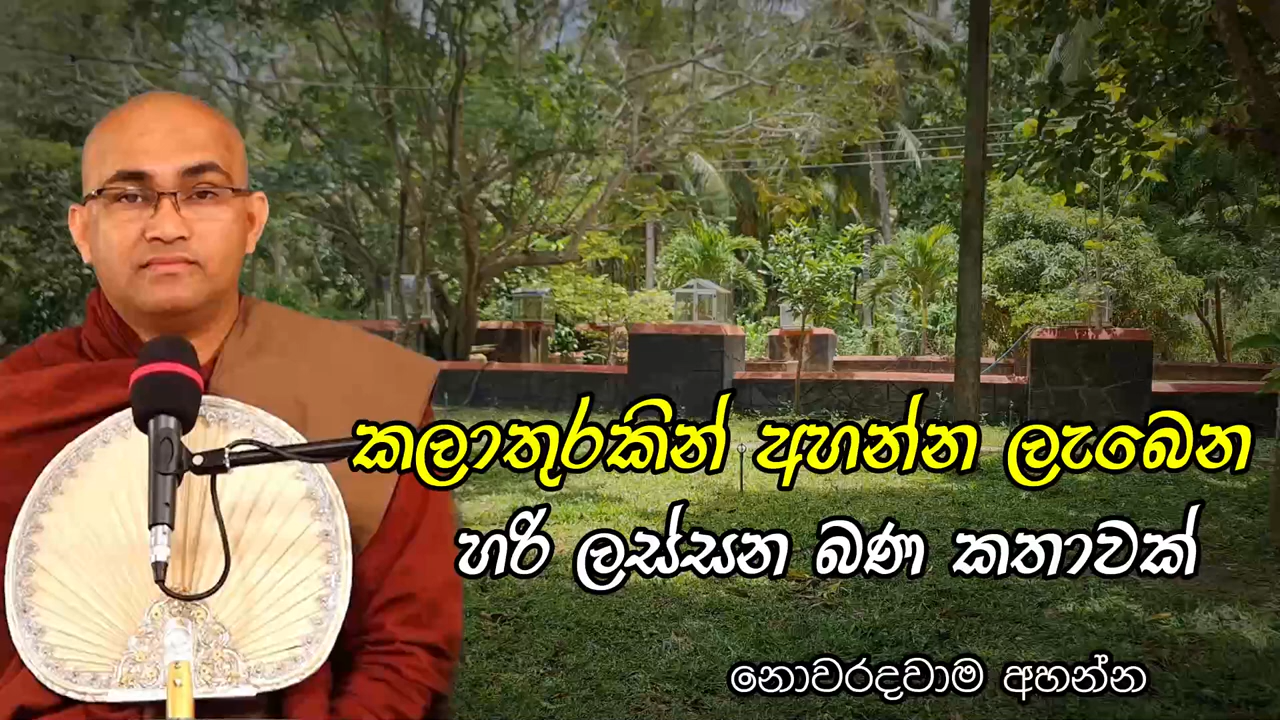 කලාතුරකින් අහන්න ලැබෙන
හරි ලස්සන බණ කතාවක්
නොවරදවාම අහන්න